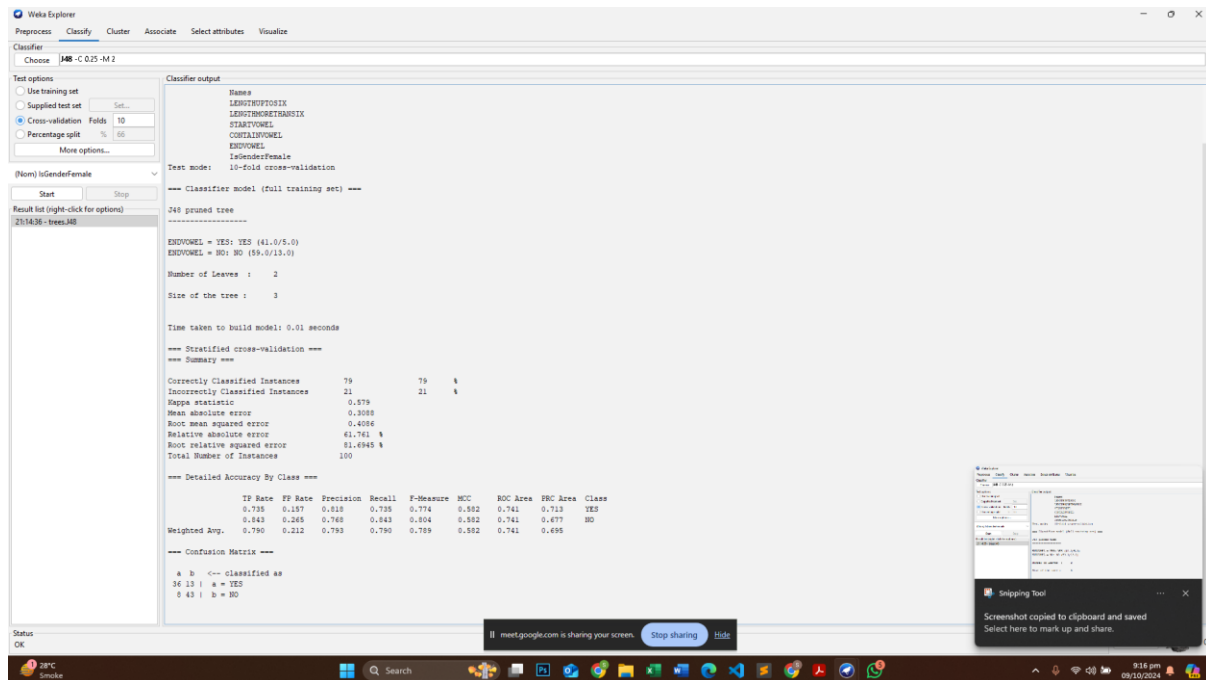 Weka Explorer
Preprocess Classify Cluster Associate Select attributes Visualize
Classifier
Choose J48 -C 0.25 -M 2
Test options
Use training set
Supplied test set Set...
Cross-validation Folds 10
Percentage split % 66
More options...
(Nom) IsGenderFemale
Start Stop
Result list (right-click for options)
21:14:36 - trees.J48
Classifier output
Names
LENGTHUPTOSIX
LENGTHMORETHANSIX
STARTVOWEL
CONTAINVOWEL
ENDVOWEL
IsGenderFemale
Test mode: 10-fold cross-validation
=== Classifier model (full training set) ===
J48 pruned tree
------------------
ENDVOWEL = YES: YES (41.0/5.0)
ENDVOWEL = NO: NO (59.0/13.0)
Number of Leaves : 2
Size of the tree : 3
Time taken to build model: 0.01 seconds
=== Stratified cross-validation ===
=== Summary ===
Correctly Classified Instances 79 79 %
Incorrectly Classified Instances 21 21 %
Kappa statistic 0.579
Mean absolute error 0.3088
Root mean squared error 0.4086
Relative absolute error 61.761 %
Root relative squared error 81.6945 %
Total Number of Instances 100
=== Detailed Accuracy By Class ===
TP Rate FP Rate Precision Recall F-Measure MCC ROC Area PRC Area Class
0.735 0.157 0.818 0.735 0.774 0.582 0.741 0.713 YES
0.843 0.265 0.768 0.843 0.804 0.582 0.741 0.677 NO
Weighted Avg. 0.790 0.212 0.793 0.790 0.789 0.582 0.741 0.695
=== Confusion Matrix ===
a b <-- classified as
36 13 | a = YES
8 43 | b = NO
Snipping Tool
Screenshot copied to clipboard and saved
Select here to mark up and share.
Status
OK
meet.google.com is sharing your screen. Stop sharing Hide
1
28°C
Smoke
Search
Ps
9:16 pm
09/10/2024